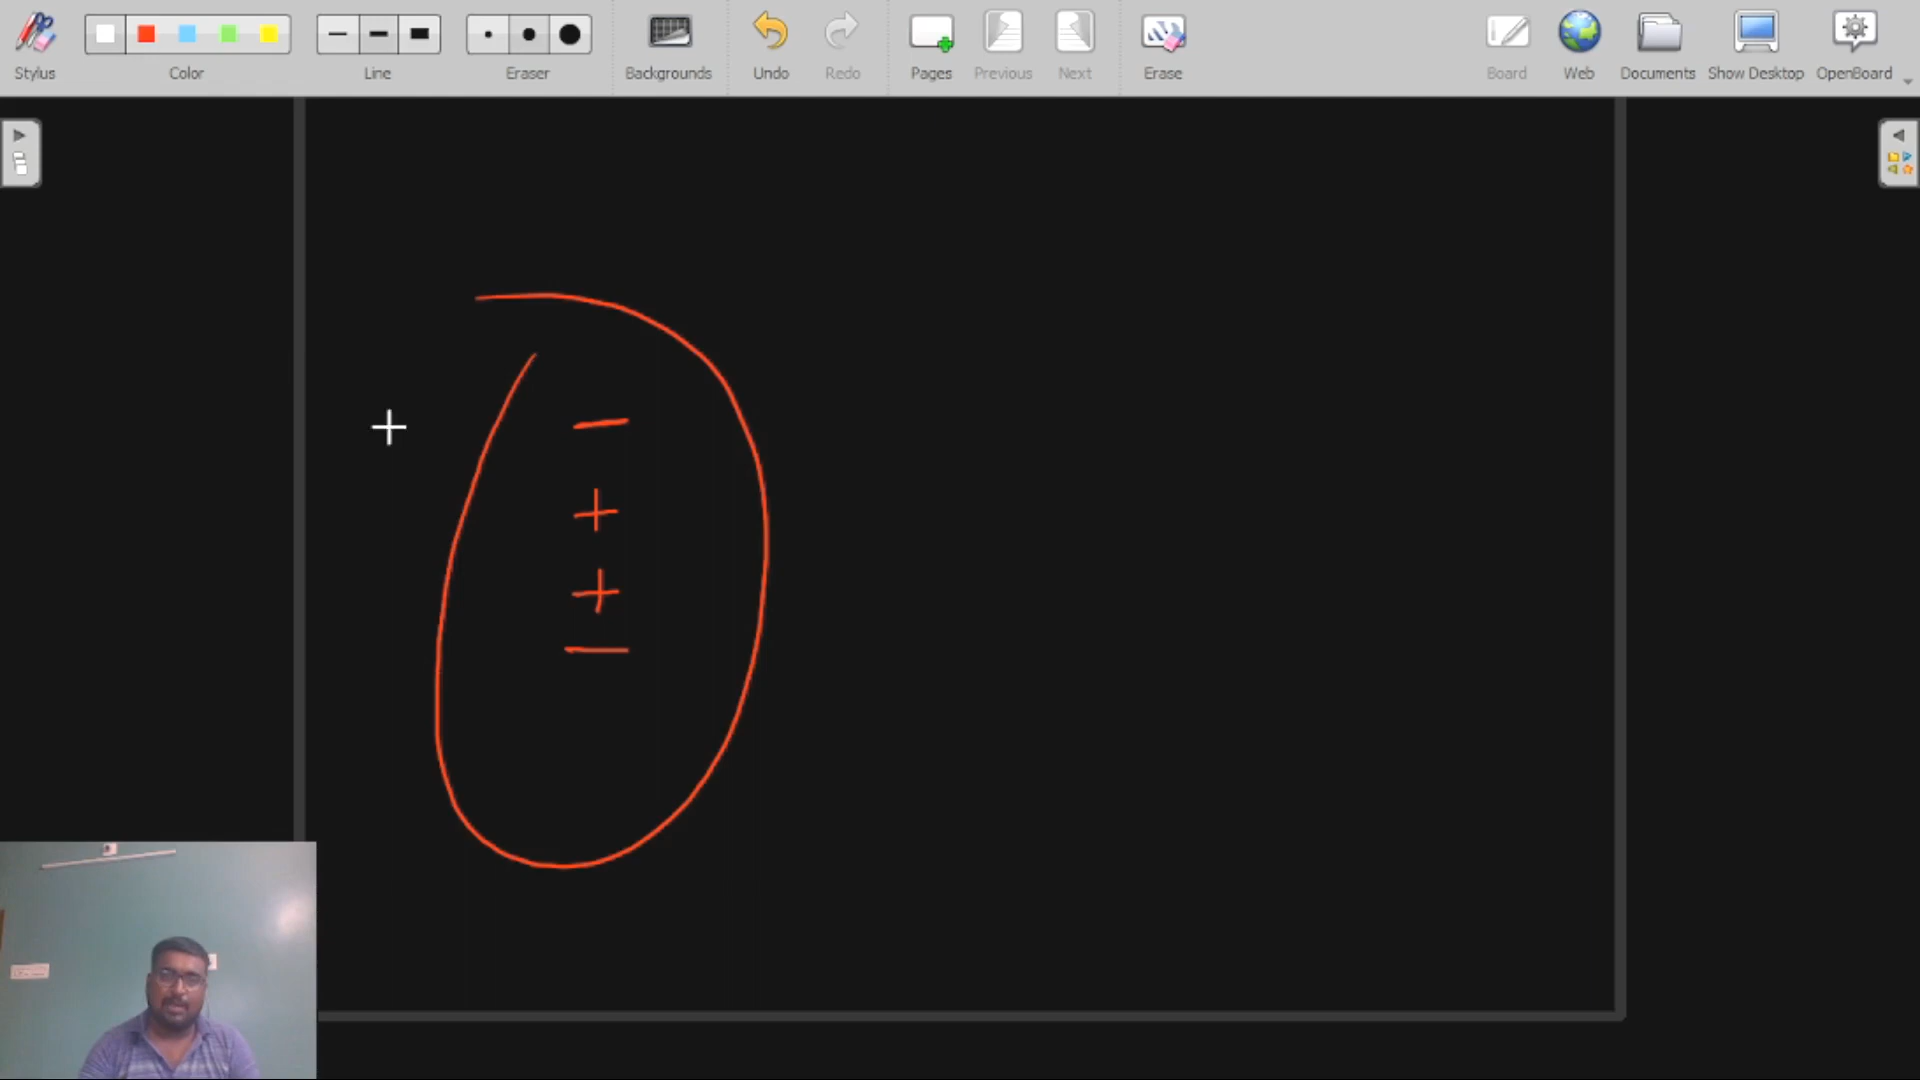 Stylus Color Line Eraser Backgrounds Undo Redo Pages Previous Next Erase Board Web Documents Show Desktop OpenBoard
−
+
+
−